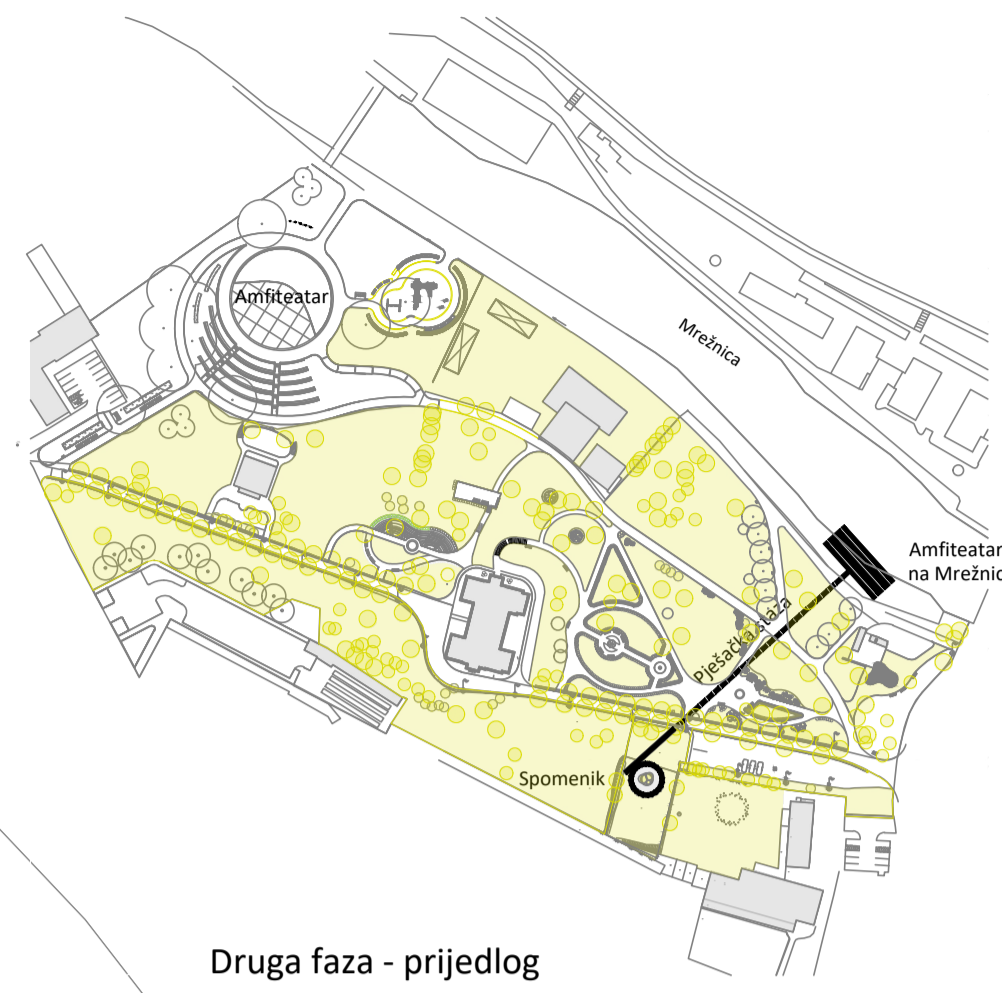 Amfiteatar
Mrežnica
Amfiteatar
na Mrežnic
Pješačka staza
Spomenik
Druga faza - prijedlog